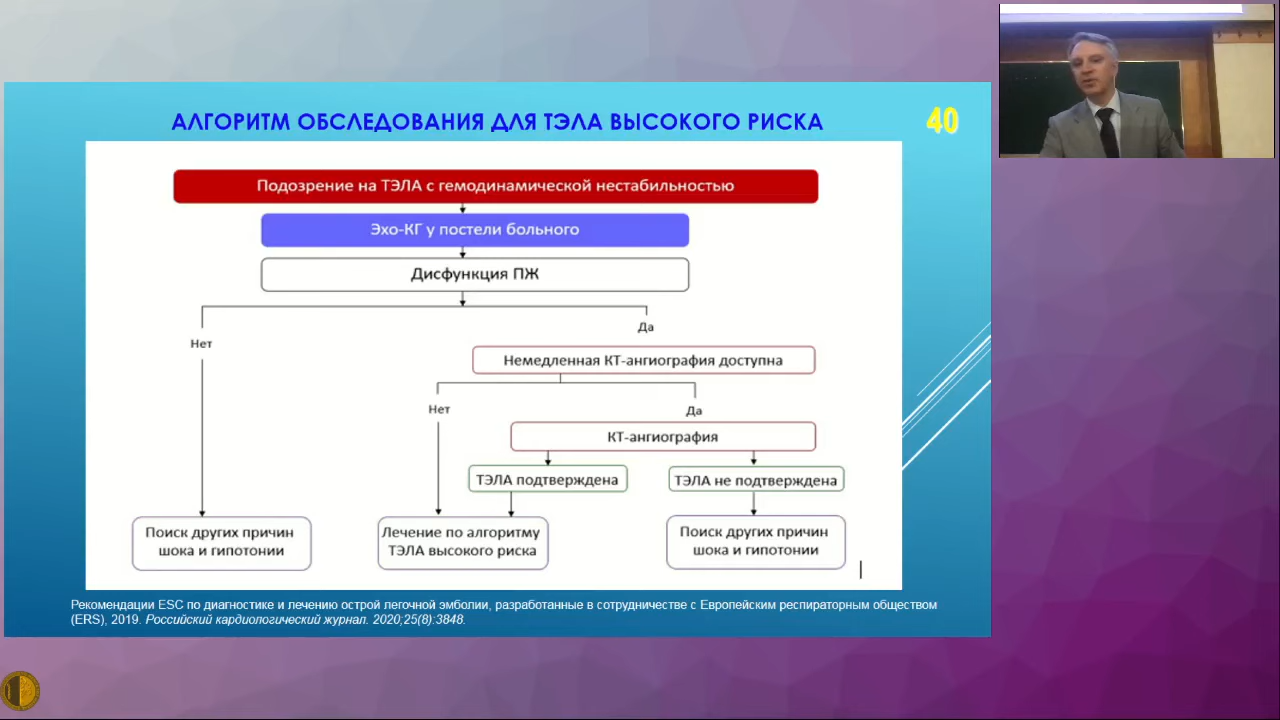 АЛГОРИТМ ОБСЛЕДОВАНИЯ ДЛЯ ТЭЛА ВЫСОКОГО РИСКА
40
Подозрение на ТЭЛА с гемодинамической нестабильностью
Эхо-КГ у постели больного
Дисфункция ПЖ
Да
Нет
Немедленная КТ-ангиография доступна
Нет
Да
КТ-ангиография
ТЭЛА подтверждена
ТЭЛА не подтверждена
Поиск других причин
шока и гипотонии
Лечение по алгоритму
ТЭЛА высокого риска
Поиск других причин
шока и гипотонии
Рекомендации ESC по диагностике и лечению острой легочной эмболии, разработанные в сотрудничестве с Европейским респираторным обществом
(ERS), 2019. Российский кардиологический журнал. 2020;25(8):3848.